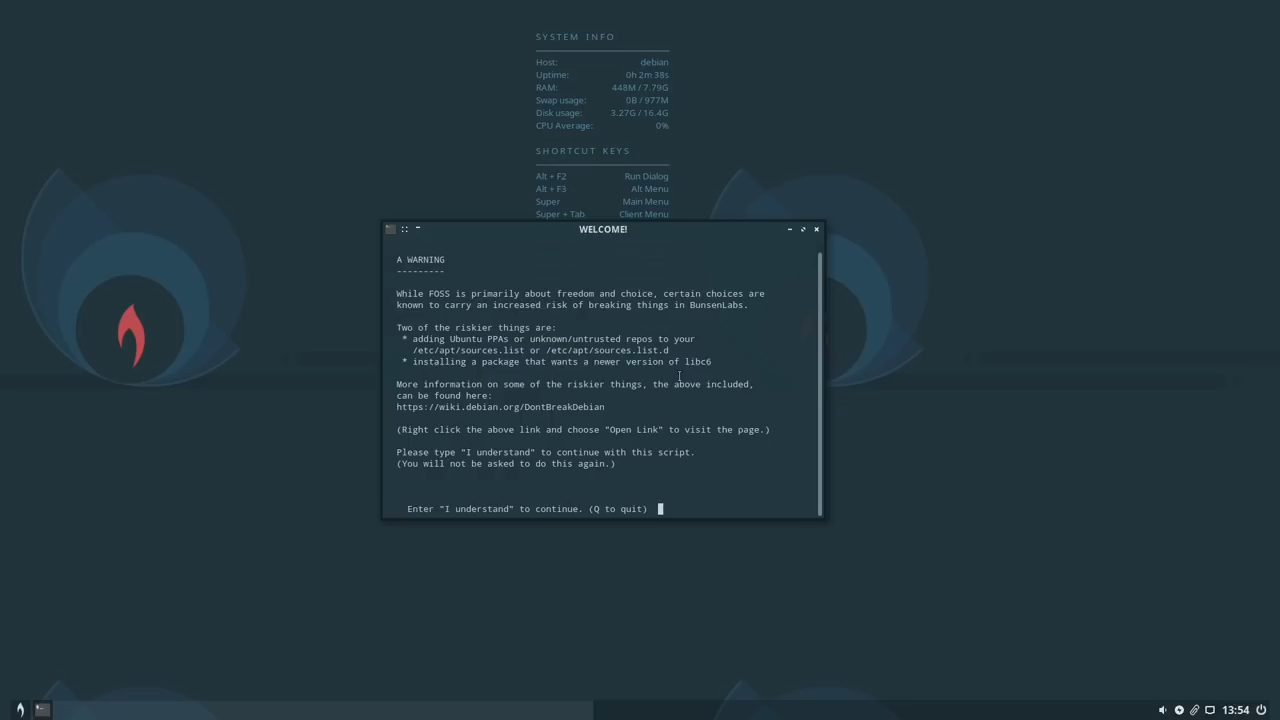 SYSTEM INFO
Host: debian
Uptime: 0h 2m 38s
RAM: 448M / 7.79G
Swap usage: 0B / 977M
Disk usage: 3.27G / 16.4G
CPU Average: 0%
SHORTCUT KEYS
Alt + F2 Run Dialog
Alt + F3 Alt Menu
Super Main Menu
Super + Tab Client Menu
WELCOME!
A WARNING
---------
While FOSS is primarily about freedom and choice, certain choices are
known to carry an increased risk of breaking things in BunsenLabs.
Two of the riskier things are:
* adding Ubuntu PPAs or unknown/untrusted repos to your
/etc/apt/sources.list or /etc/apt/sources.list.d
* installing a package that wants a newer version of libc6
More information on some of the riskier things, the above included,
can be found here:
https://wiki.debian.org/DontBreakDebian
(Right click the above link and choose "Open Link" to visit the page.)
Please type "I understand" to continue with this script.
(You will not be asked to do this again.)
Enter "I understand" to continue. (Q to quit)
13:54